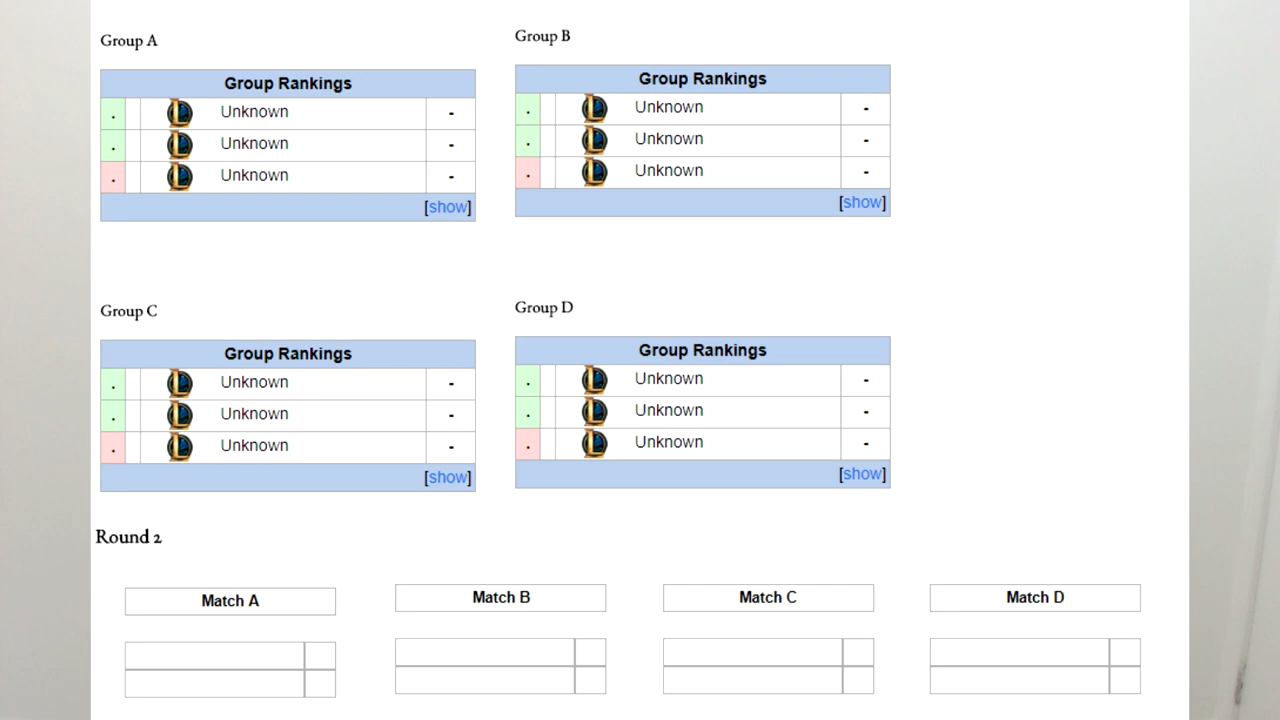 Group A
Group Rankings
. Unknown -
. Unknown -
. Unknown -
[show]
Group B
Group Rankings
. Unknown -
. Unknown -
. Unknown -
[show]
Group C
Group Rankings
. Unknown -
. Unknown -
. Unknown -
[show]
Group D
Group Rankings
. Unknown -
. Unknown -
. Unknown -
[show]
Round 2
Match A
Match B
Match C
Match D